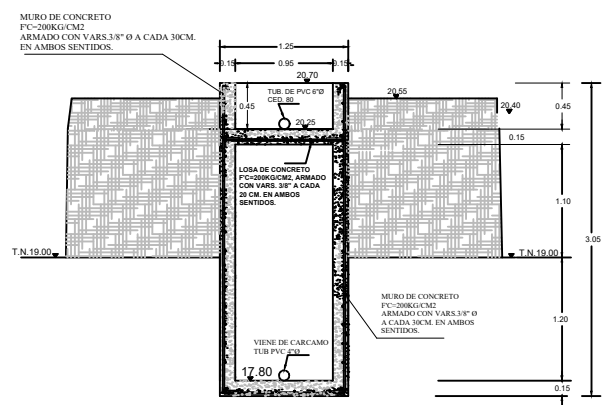 MURO DE CONCRETO
F'C=200KG/CM2
ARMADO CON VARS.3/8" Ø A CADA 30CM.
EN AMBOS SENTIDOS.
1.25
0.15
0.95
0.15
20.70
TUB. DE PVC 6"Ø
CED. 80
0.45
20.25
20.55
20.40
0.45
0.15
LOSA DE CONCRETO
F'C=200KG/CM2, ARMADO
CON VARS. 3/8" A CADA
20 CM. EN AMBOS
SENTIDOS.
1.10
3.05
T.N.19.00
T.N.19.00
MURO DE CONCRETO
F'C=200KG/CM2
ARMADO CON VARS.3/8" Ø
A CADA 30CM. EN AMBOS
SENTIDOS.
1.20
VIENE DE CARCAMO
TUB PVC 4"Ø
17.80
0.15